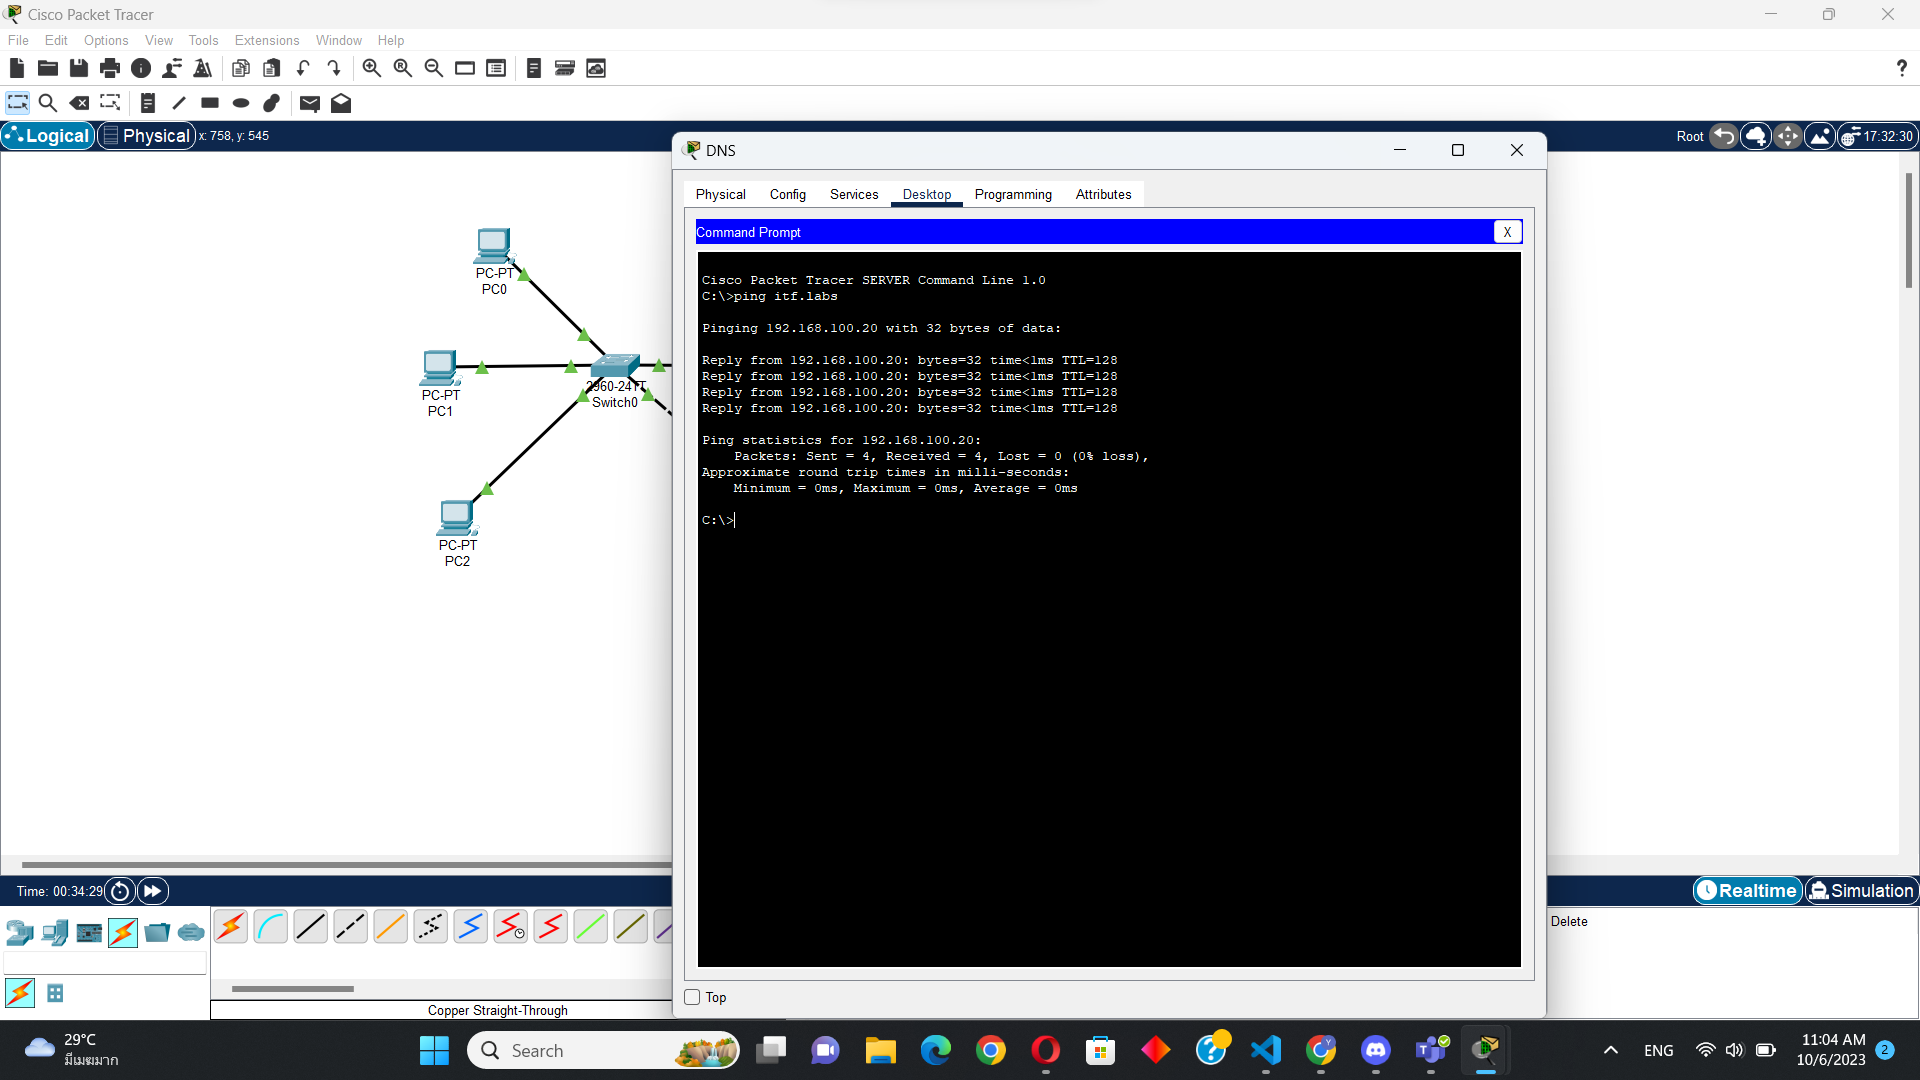 Cisco Packet Tracer
File Edit Options View Tools Extensions Window Help
Logical Physical x: 758, y: 545
Root 17:32:30
PC-PT
PC0
PC-PT
PC1
2960-24TT
Switch0
PC-PT
PC2
DNS
Physical Config Services Desktop Programming Attributes
Command Prompt
X
Cisco Packet Tracer SERVER Command Line 1.0
C:\>ping itf.labs
Pinging 192.168.100.20 with 32 bytes of data:
Reply from 192.168.100.20: bytes=32 time<1ms TTL=128
Reply from 192.168.100.20: bytes=32 time<1ms TTL=128
Reply from 192.168.100.20: bytes=32 time<1ms TTL=128
Reply from 192.168.100.20: bytes=32 time<1ms TTL=128
Ping statistics for 192.168.100.20:
Packets: Sent = 4, Received = 4, Lost = 0 (0% loss),
Approximate round trip times in milli-seconds:
Minimum = 0ms, Maximum = 0ms, Average = 0ms
C:\>
Top
Time: 00:34:29
Realtime Simulation
Delete
Copper Straight-Through
29°C
มีเมฆมาก
Search
ENG
11:04 AM
10/6/2023
2